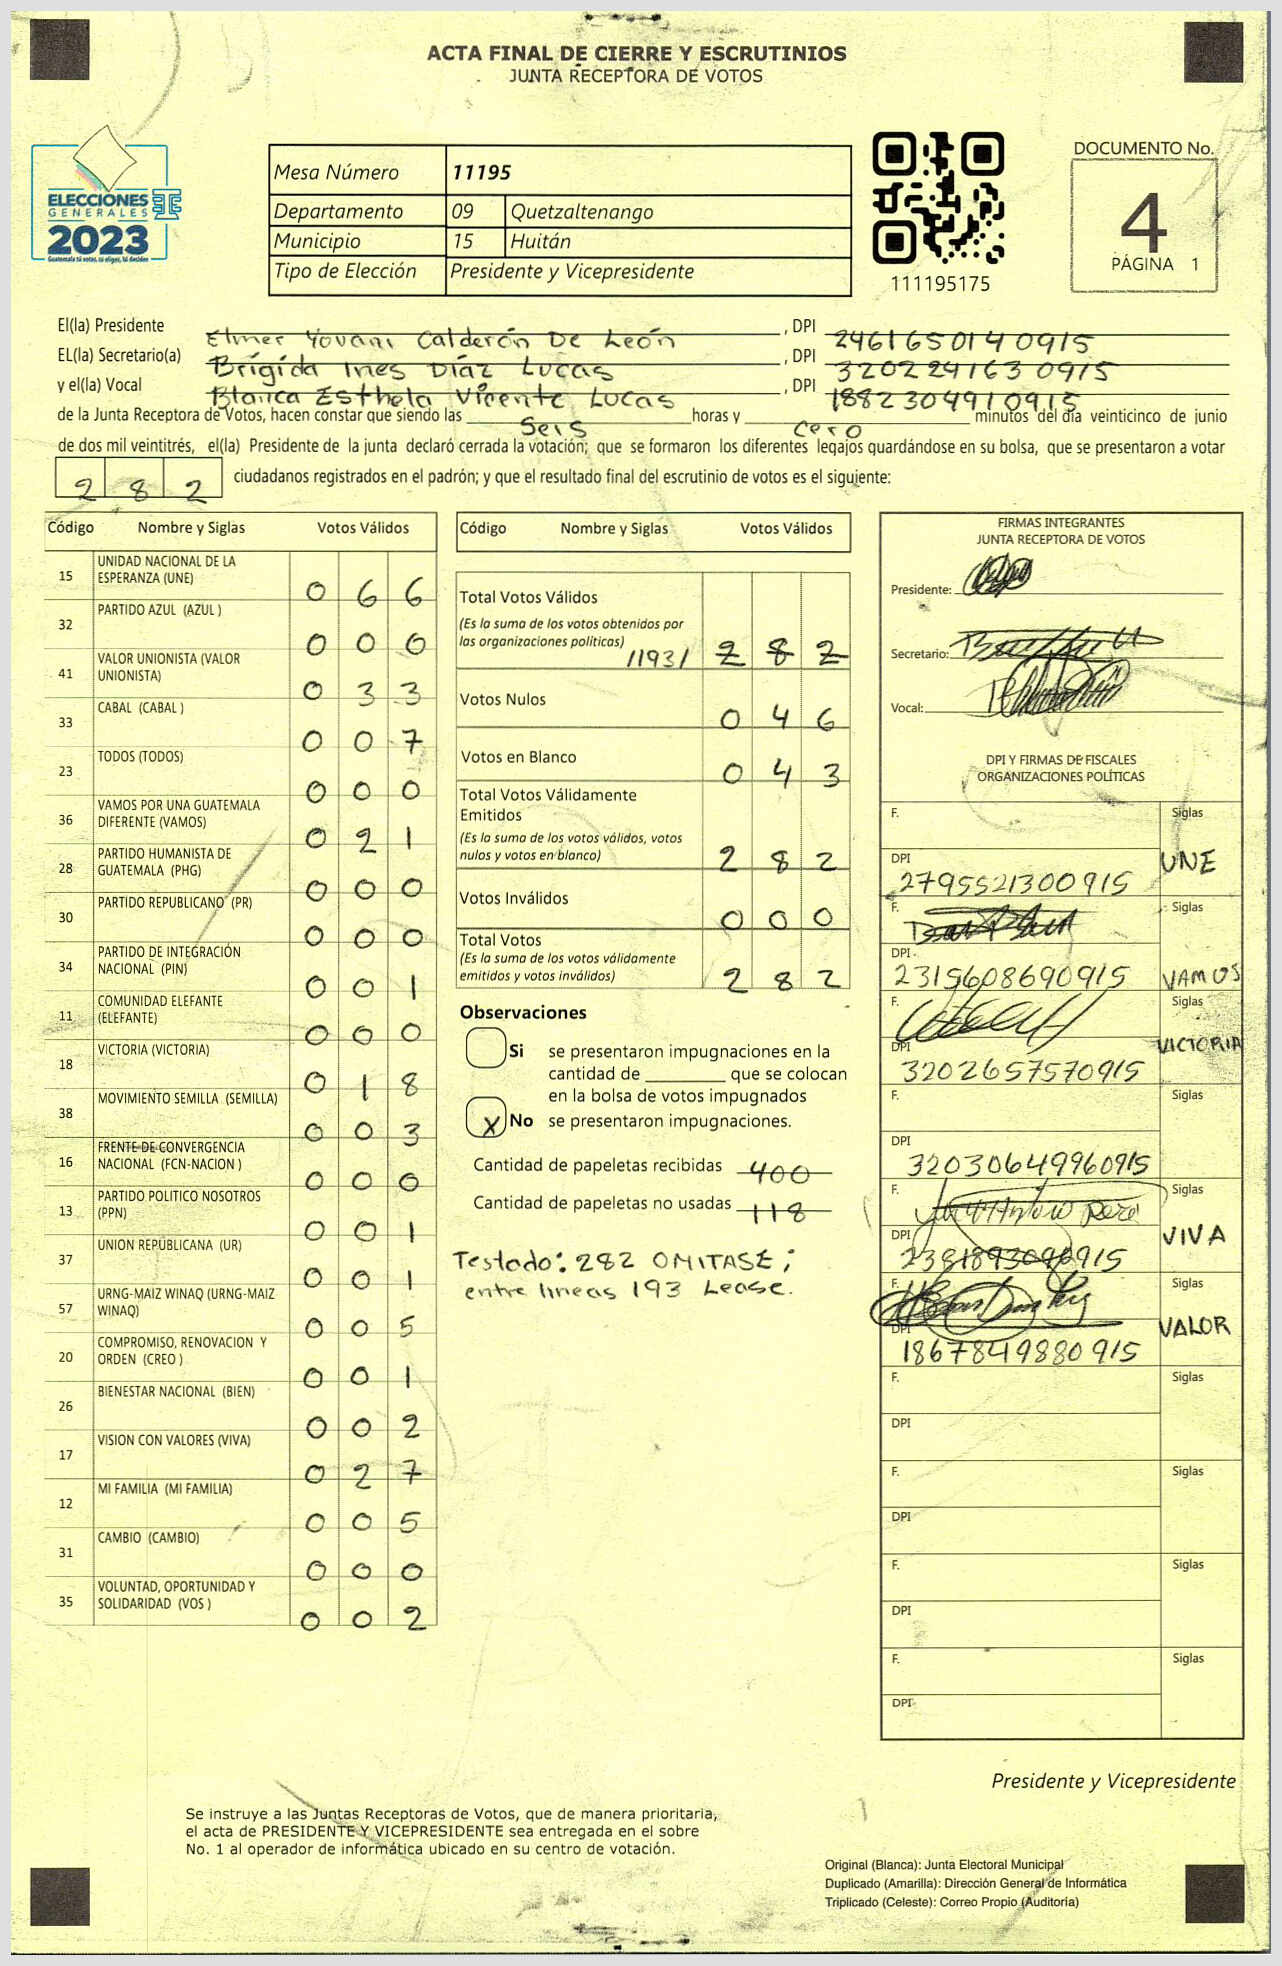 ACTA FINAL DE CIERRE Y ESCRUTINIOS
JUNTA RECEPTORA DE VOTOS
ELECCIONES
GENERALES
2023
Guatemala tú votas, tú eliges, tú decides
Mesa Número 11195
Departamento 09 Quetzaltenango
Municipio 15 Huitán
Tipo de Elección Presidente y Vicepresidente
111195175
DOCUMENTO No.
4
PÁGINA 1
El(la) Presidente Elmer Yovani Calderón De León, DPI 2461650140915
EL(la) Secretario(a) Brígida Ines Díaz Lucas, DPI 3202241630915
y el(la) Vocal Blanca Esthela Vicente Lucas, DPI 1882304910915
de la Junta Receptora de Votos, hacen constar que siendo las Seis horas y cero minutos del día veinticinco de junio
de dos mil veintitrés, el(la) Presidente de la junta declaró cerrada la votación; que se formaron los diferentes legajos guardándose en su bolsa, que se presentaron a votar
2 8 2 ciudadanos registrados en el padrón; y que el resultado final del escrutinio de votos es el siguiente:
Código Nombre y Siglas Votos Válidos
15 UNIDAD NACIONAL DE LA
ESPERANZA (UNE) 0 6 6
32 PARTIDO AZUL (AZUL ) 0 0 0
41 VALOR UNIONISTA (VALOR
UNIONISTA) 0 3 3
33 CABAL (CABAL ) 0 0 7
23 TODOS (TODOS) 0 0 0
36 VAMOS POR UNA GUATEMALA
DIFERENTE (VAMOS) 0 2 1
28 PARTIDO HUMANISTA DE
GUATEMALA (PHG) 0 0 0
30 PARTIDO REPUBLICANO (PR) 0 0 0
34 PARTIDO DE INTEGRACIÓN
NACIONAL (PIN) 0 0 1
11 COMUNIDAD ELEFANTE
(ELEFANTE) 0 0 0
18 VICTORIA (VICTORIA) 0 1 8
38 MOVIMIENTO SEMILLA (SEMILLA) 0 0 3
16 FRENTE DE CONVERGENCIA
NACIONAL (FCN-NACION ) 0 0 0
13 PARTIDO POLITICO NOSOTROS
(PPN) 0 0 1
37 UNION REPUBLICANA (UR) 0 0 1
57 URNG-MAIZ WINAQ (URNG-MAIZ
WINAQ) 0 0 5
20 COMPROMISO, RENOVACION Y
ORDEN (CREO ) 0 0 1
26 BIENESTAR NACIONAL (BIEN) 0 0 2
17 VISION CON VALORES (VIVA) 0 2 7
12 MI FAMILIA (MI FAMILIA) 0 0 5
31 CAMBIO (CAMBIO) 0 0 0
35 VOLUNTAD, OPORTUNIDAD Y
SOLIDARIDAD (VOS ) 0 0 2
Código Nombre y Siglas Votos Válidos
Total Votos Válidos
(Es la suma de los votos obtenidos por
las organizaciones políticas) /193/ 2 8 2
Votos Nulos 0 4 6
Votos en Blanco 0 4 3
Total Votos Válidamente
Emitidos
(Es la suma de los votos válidos, votos
nulos y votos en blanco) 2 8 2
Votos Inválidos 0 0 0
Total Votos
(Es la suma de los votos válidamente
emitidos y votos inválidos) 2 8 2
Observaciones
Si se presentaron impugnaciones en la
cantidad de ________ que se colocan
en la bolsa de votos impugnados
X No se presentaron impugnaciones.
Cantidad de papeletas recibidas 400
Cantidad de papeletas no usadas 118
Testado: 282 OMITASE;
entre lineas 193 Lease.
FIRMAS INTEGRANTES
JUNTA RECEPTORA DE VOTOS
Presidente:
Secretario:
Vocal:
DPI Y FIRMAS DE FISCALES
ORGANIZACIONES POLÍTICAS
F. Siglas
DPI UNE
2795521300915
F. Siglas
DPI
2315608690915 VAMOS
F. Siglas
DPI VICTORIA
3202657570915
F. Siglas
DPI
32030649960915
F. Siglas
DPI VIVA
2381893090915
F. Siglas
DPI VALOR
1867849880915
F. Siglas
DPI
F. Siglas
DPI
F. Siglas
DPI
F. Siglas
DPI
Presidente y Vicepresidente
Se instruye a las Juntas Receptoras de Votos, que de manera prioritaria,
el acta de PRESIDENTE Y VICEPRESIDENTE sea entregada en el sobre
No. 1 al operador de informática ubicado en su centro de votación.
Original (Blanca): Junta Electoral Municipal
Duplicado (Amarilla): Dirección General de Informática
Triplicado (Celeste): Correo Propio (Auditoría)